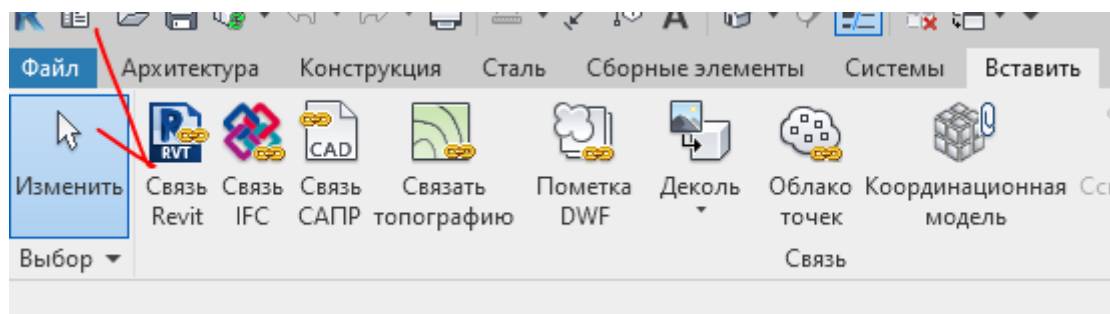 Файл Архитектура Конструкция Сталь Сборные элементы Системы Вставить
RVT CAD
Изменить Связь Связь Связь Связать Пометка Деколь Облако Координационная
Revit IFC САПР топографию DWF точек модель
Выбор Связь